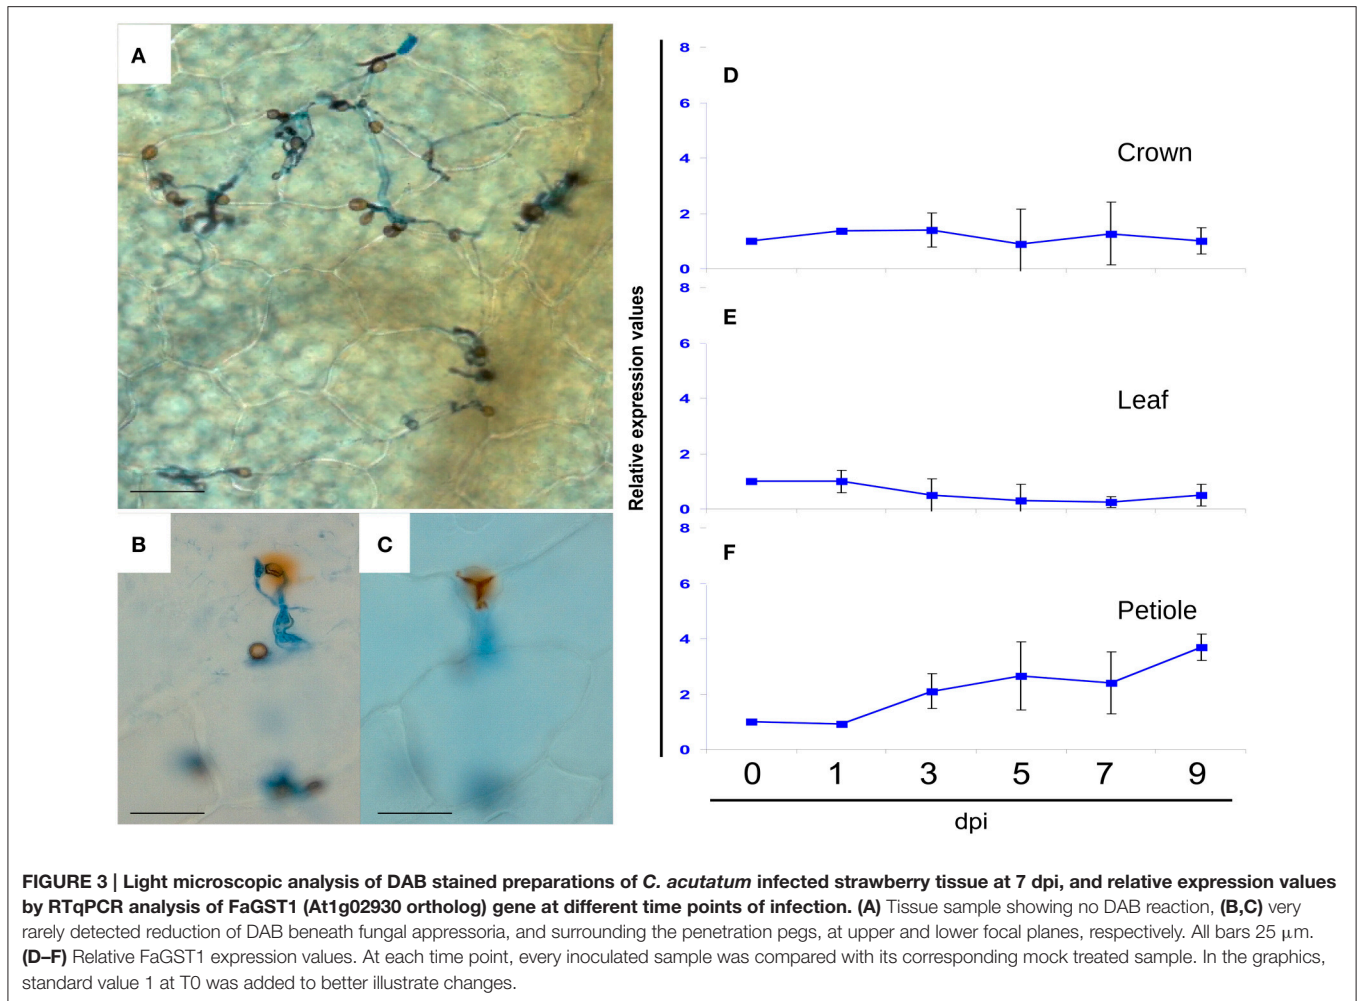 A
B
C
Relative expression values
8
D
6
Crown
4
2
0
8
E
6
Leaf
4
2
0
8
F
6
Petiole
4
2
0
0 1 3 5 7 9
dpi
FIGURE 3 | Light microscopic analysis of DAB stained preparations of C. acutatum infected strawberry tissue at 7 dpi, and relative expression values
by RTqPCR analysis of FaGST1 (At1g02930 ortholog) gene at different time points of infection. (A) Tissue sample showing no DAB reaction, (B,C) very
rarely detected reduction of DAB beneath fungal appressoria, and surrounding the penetration pegs, at upper and lower focal planes, respectively. All bars 25 μm.
(D–F) Relative FaGST1 expression values. At each time point, every inoculated sample was compared with its corresponding mock treated sample. In the graphics,
standard value 1 at T0 was added to better illustrate changes.